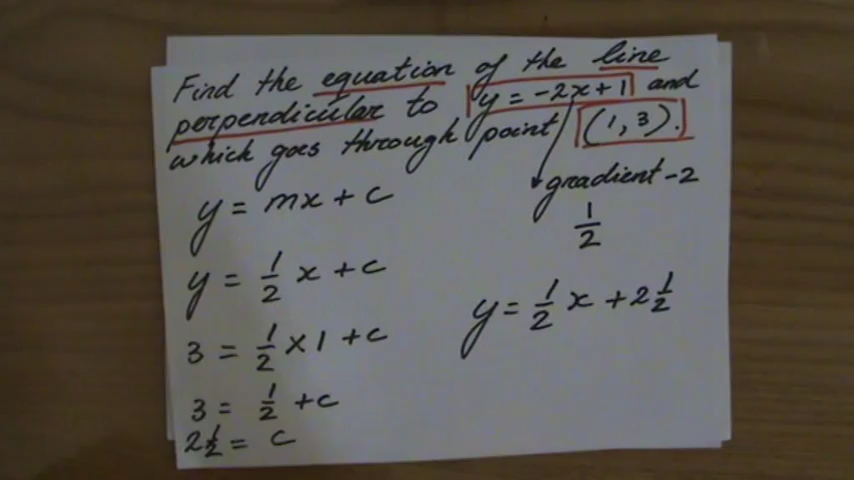 Find the equation of the line
perpendicular to y = -2x + 1 and
which goes through point (1, 3).
gradient -2
1/2
y = mx + c
y = 1/2 x + c
3 = 1/2 × 1 + c
3 = 1/2 + c
2 1/2 = c
y = 1/2 x + 2 1/2